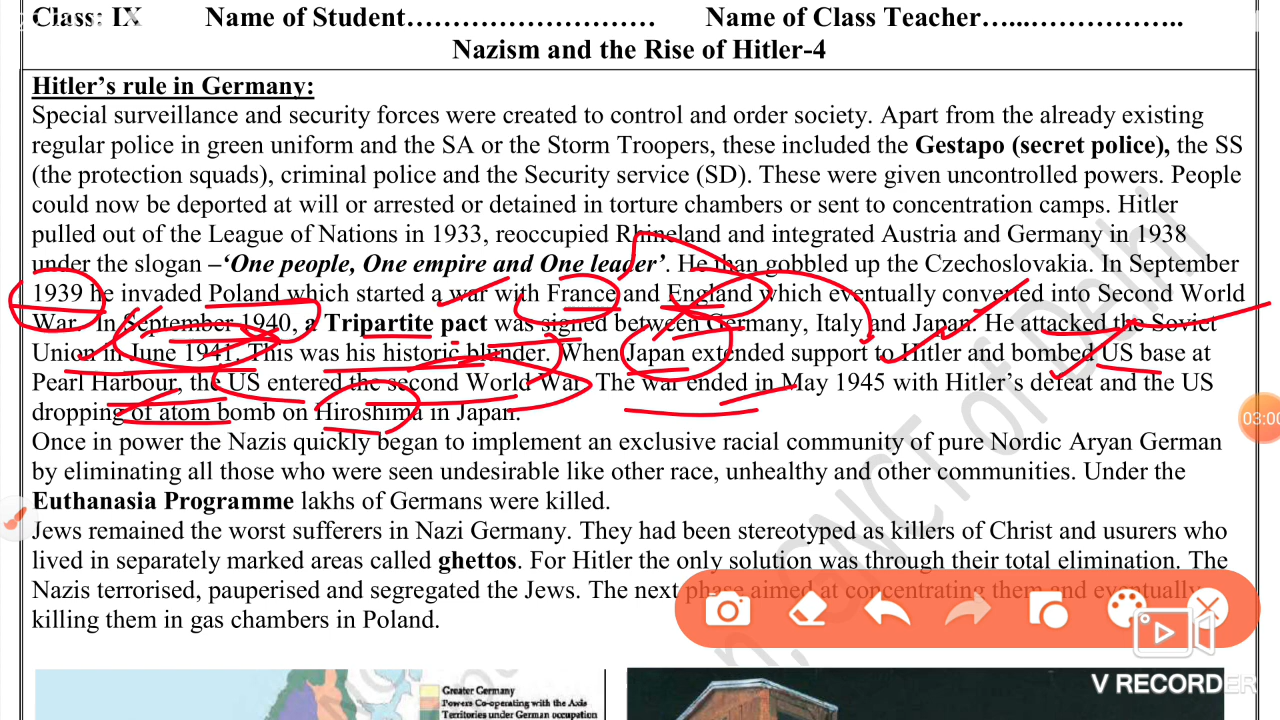 Class: IX Name of Student……………………… Name of Class Teacher…...……………..
Nazism and the Rise of Hitler-4
Hitler's rule in Germany:
Special surveillance and security forces were created to control and order society. Apart from the already existing
regular police in green uniform and the SA or the Storm Troopers, these included the Gestapo (secret police), the SS
(the protection squads), criminal police and the Security service (SD). These were given uncontrolled powers. People
could now be deported at will or arrested or detained in torture chambers or sent to concentration camps. Hitler
pulled out of the League of Nations in 1933, reoccupied Rhineland and integrated Austria and Germany in 1938
under the slogan –'One people, One empire and One leader'. He than gobbled up the Czechoslovakia. In September
1939 he invaded Poland which started a war with France and England which eventually converted into Second World
War. In September 1940, a Tripartite pact was signed between Germany, Italy and Japan. He attacked the Soviet
Union in June 1941. This was his historic blunder. When Japan extended support to Hitler and bombed US base at
Pearl Harbour, the US entered the second World War. The war ended in May 1945 with Hitler's defeat and the US
dropping of atom bomb on Hiroshima in Japan.
Once in power the Nazis quickly began to implement an exclusive racial community of pure Nordic Aryan German
by eliminating all those who were seen undesirable like other race, unhealthy and other communities. Under the
Euthanasia Programme lakhs of Germans were killed.
Jews remained the worst sufferers in Nazi Germany. They had been stereotyped as killers of Christ and usurers who
lived in separately marked areas called ghettos. For Hitler the only solution was through their total elimination. The
Nazis terrorised, pauperised and segregated the Jews. The next phase aimed at concentrating them and eventually
killing them in gas chambers in Poland.
03:00
V RECORDER
Greater Germany
Powers Co-operating with the Axis
Territories under German occupation
n, GNCT of Delhi